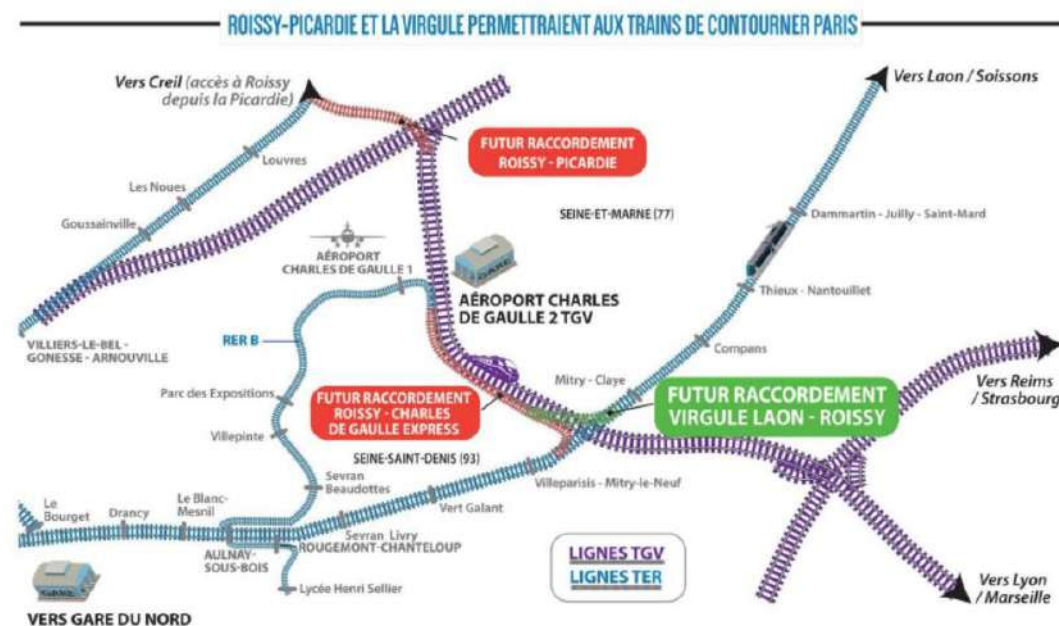 ROISSY-PICARDIE ET LA VIRGULE PERMETTRAIENT AUX TRAINS DE CONTOURNER PARIS
Vers Creil (accès à Roissy
depuis la Picardie)
Vers Laon / Soissons
FUTUR RACCORDEMENT
ROISSY - PICARDIE
Louvres
Les Noues
Goussainville
SEINE-ET-MARNE (77)
Dammartin - Juilly - Saint-Mard
AÉROPORT
CHARLES DE GAULLE 1
GARE
AÉROPORT CHARLES
DE GAULLE 2 TGV
Thieux - Nantouillet
VILLIERS-LE-BEL -
GONESSE - ARNOUVILLE
RER B
Compans
Vers Reims
/ Strasbourg
Parc des Expositions
Mitry - Claye
FUTUR RACCORDEMENT
ROISSY - CHARLES
DE GAULLE EXPRESS
FUTUR RACCORDEMENT
VIRGULE LAON - ROISSY
Villepinte
SEINE-SAINT-DENIS (93)
Sevran
Beaudottes
Villeparisis - Mitry-le-Neuf
Le
Bourget
Drancy
Le Blanc-
Mesnil
Vert Galant
Sevran Livry
AULNAY-
SOUS-BOIS
ROUGEMONT-CHANTELOUP
Lycée Henri Sellier
LIGNES TGV
LIGNES TER
GARE
VERS GARE DU NORD
Vers Lyon
/ Marseille